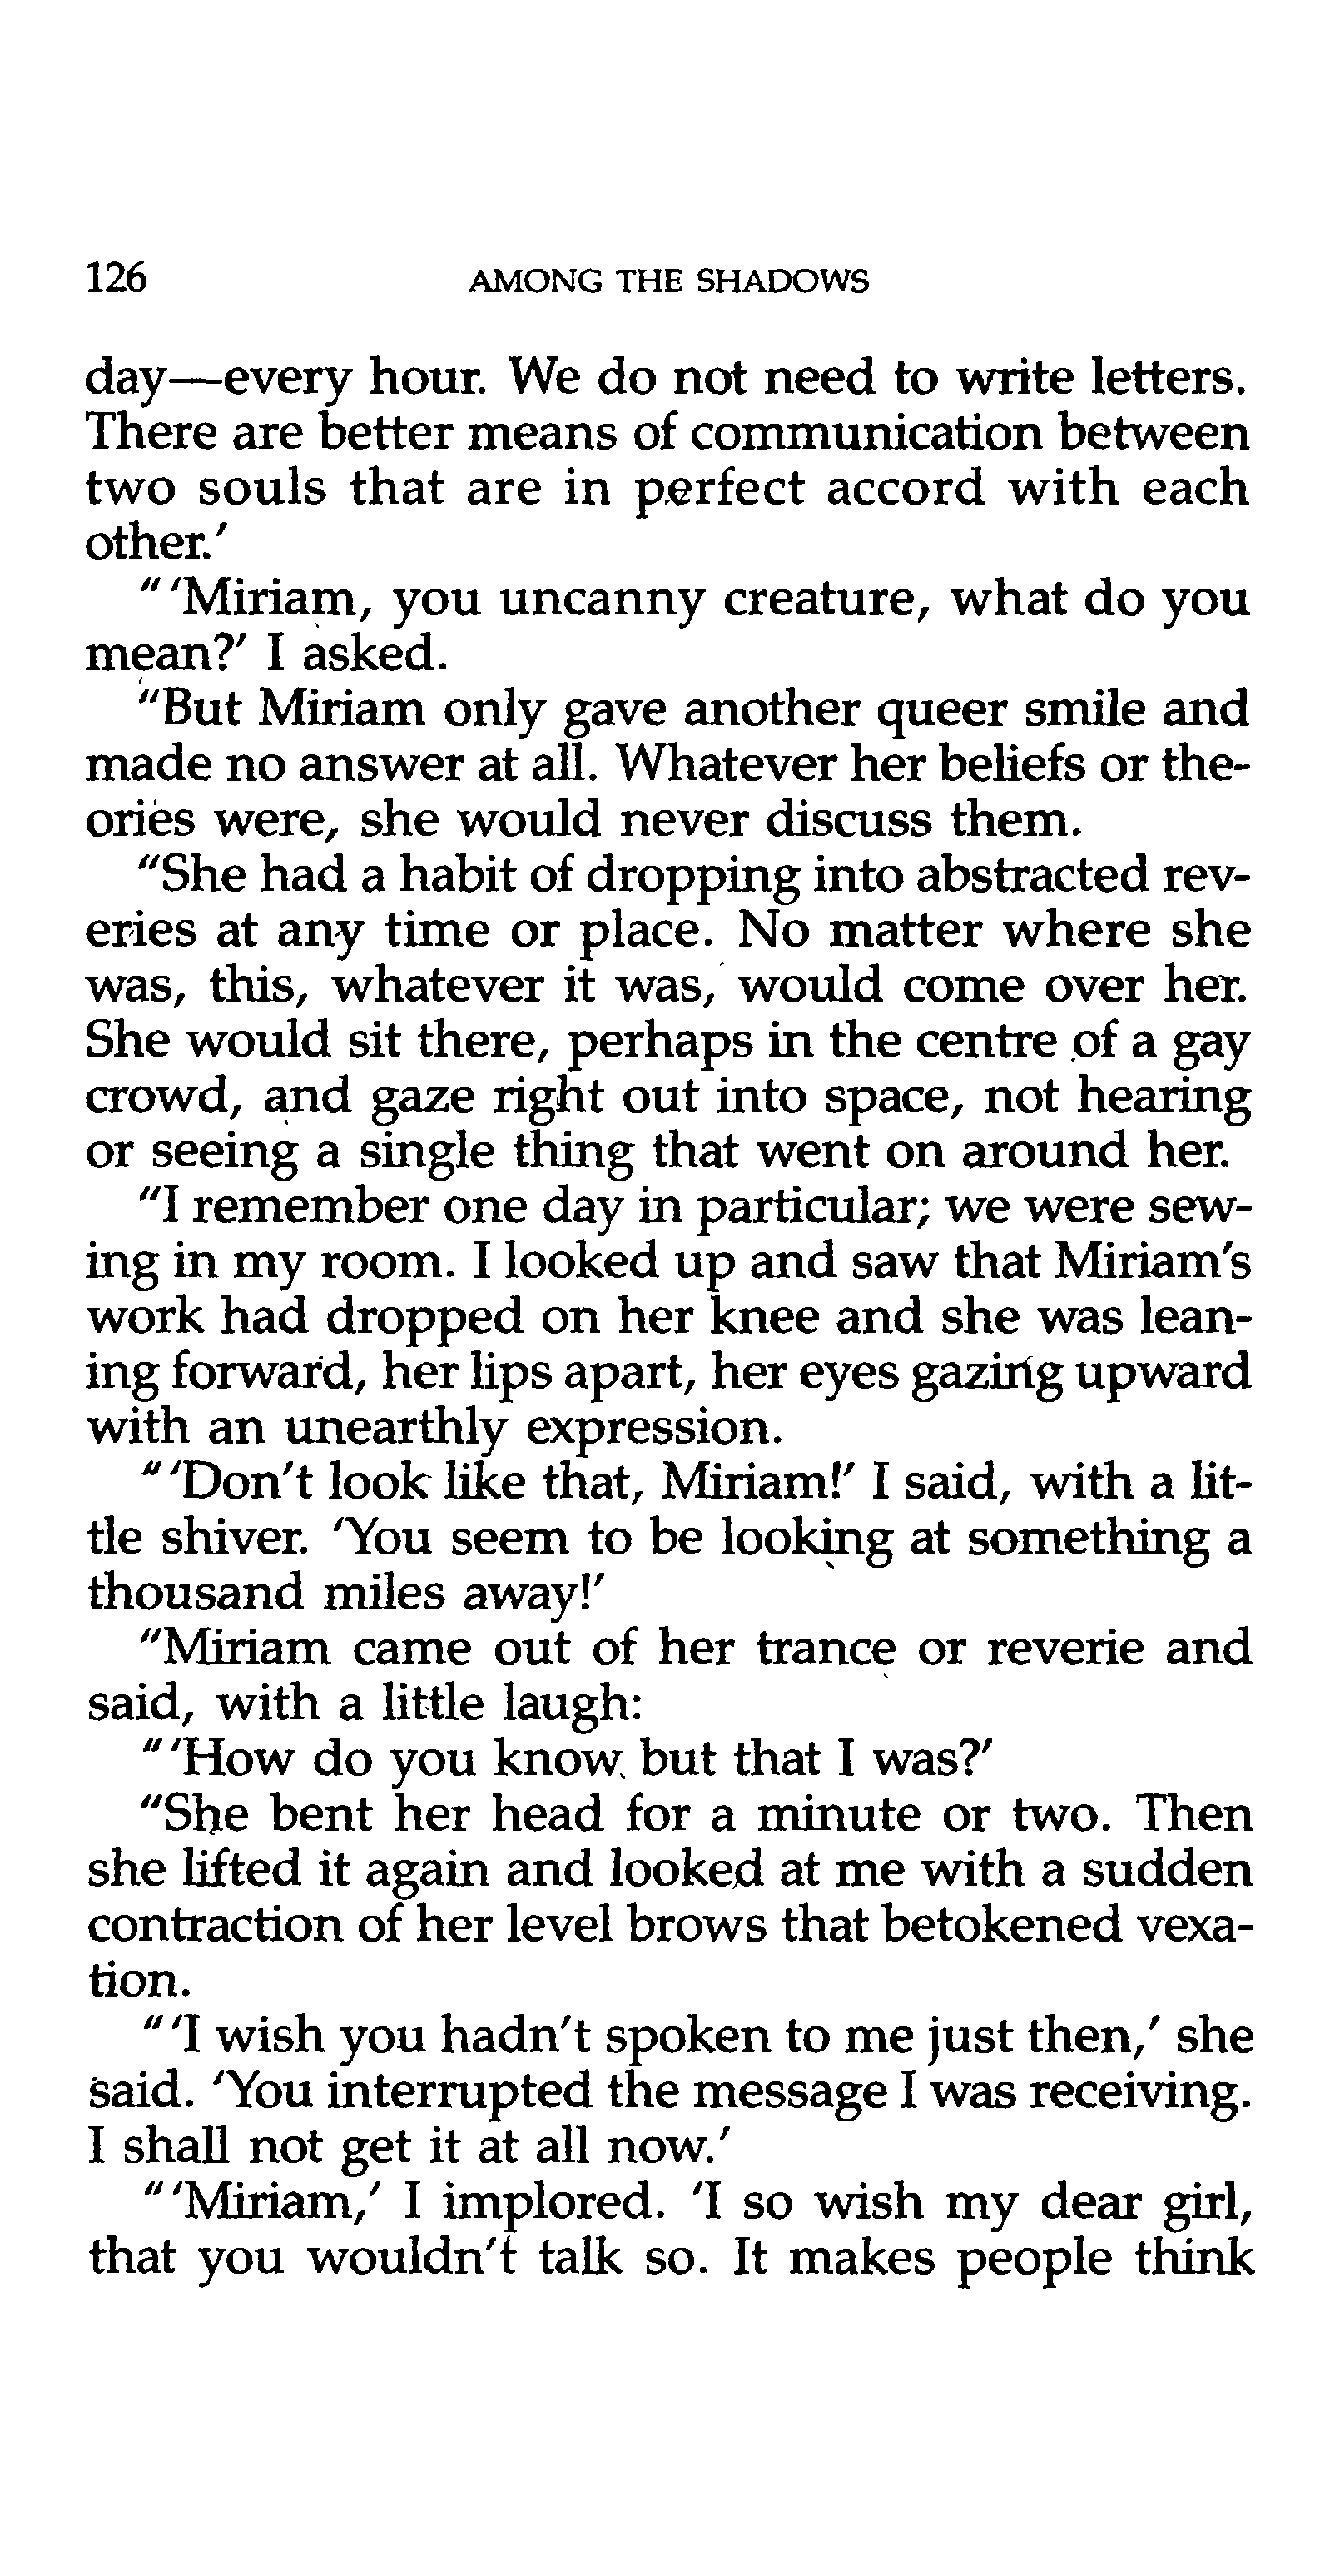 126 AMONG THE SHADOWS
day—every hour. We do not need to write letters.
There are better means of communication between
two souls that are in perfect accord with each
other.'
"'Miriam, you uncanny creature, what do you
mean?' I asked.
"But Miriam only gave another queer smile and
made no answer at all. Whatever her beliefs or the-
ories were, she would never discuss them.
"She had a habit of dropping into abstracted rev-
eries at any time or place. No matter where she
was, this, whatever it was, would come over her.
She would sit there, perhaps in the centre of a gay
crowd, and gaze right out into space, not hearing
or seeing a single thing that went on around her.
"I remember one day in particular; we were sew-
ing in my room. I looked up and saw that Miriam's
work had dropped on her knee and she was lean-
ing forward, her lips apart, her eyes gazing upward
with an unearthly expression.
"'Don't look like that, Miriam!' I said, with a lit-
tle shiver. 'You seem to be looking at something a
thousand miles away!'
"Miriam came out of her trance or reverie and
said, with a little laugh:
"'How do you know but that I was?'
"She bent her head for a minute or two. Then
she lifted it again and looked at me with a sudden
contraction of her level brows that betokened vexa-
tion.
"'I wish you hadn't spoken to me just then,' she
said. 'You interrupted the message I was receiving.
I shall not get it at all now.'
"'Miriam,' I implored. 'I so wish my dear girl,
that you wouldn't talk so. It makes people think